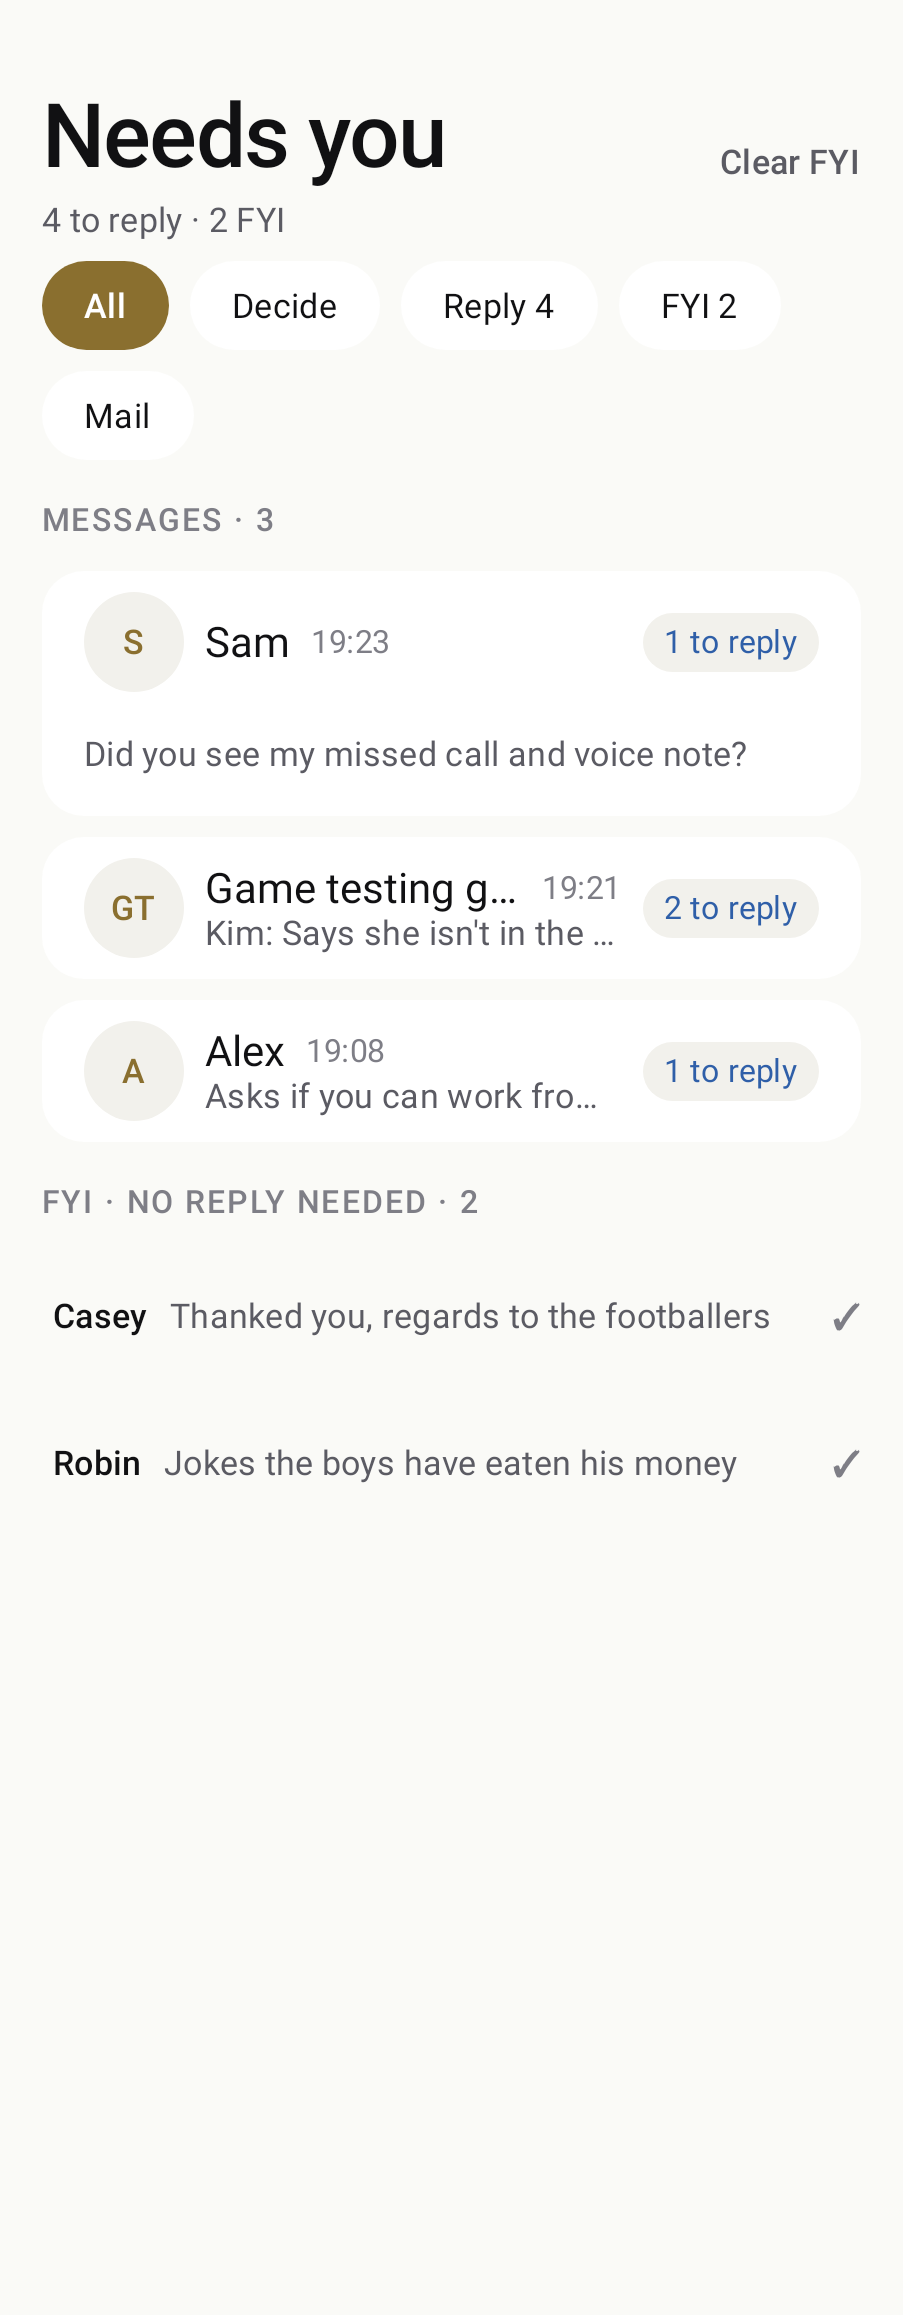 Needs you
Clear FYI
4 to reply · 2 FYI
All
Decide
Reply 4
FYI 2
Mail
MESSAGES · 3
S
Sam 19:23
1 to reply
Did you see my missed call and voice note?
GT
Game testing g... 19:21
Kim: Says she isn't in the ...
2 to reply
A
Alex 19:08
Asks if you can work fro...
1 to reply
FYI · NO REPLY NEEDED · 2
Casey Thanked you, regards to the footballers ✓
Robin Jokes the boys have eaten his money ✓